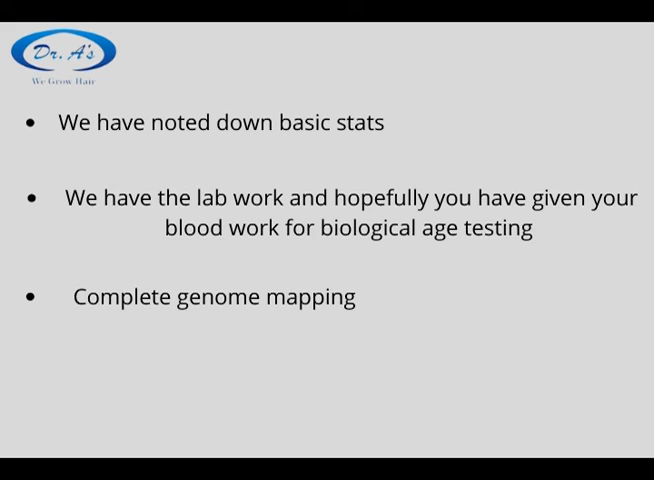 Dr. A's
We Grow Hair
• We have noted down basic stats
• We have the lab work and hopefully you have given your
blood work for biological age testing
• Complete genome mapping